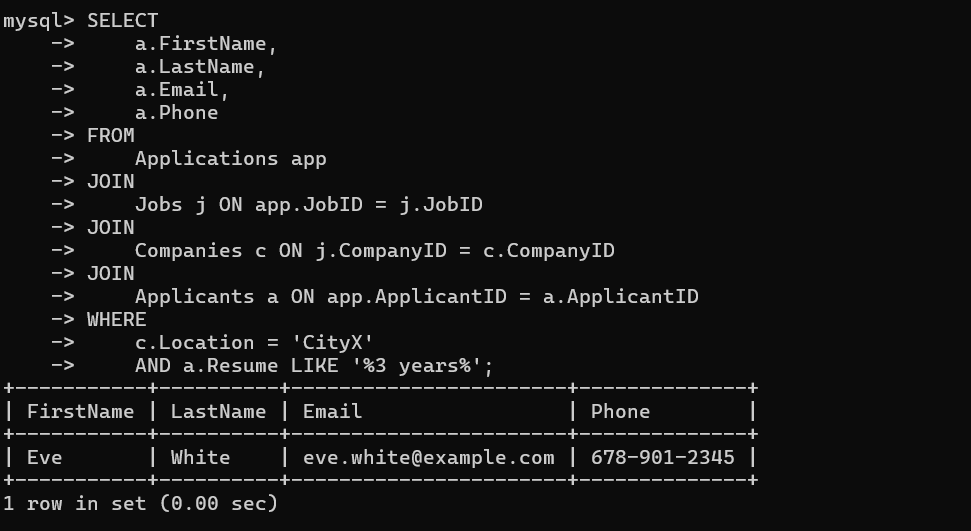 mysql> SELECT
    ->     a.FirstName,
    ->     a.LastName,
    ->     a.Email,
    ->     a.Phone
    -> FROM
    ->     Applications app
    -> JOIN
    ->     Jobs j ON app.JobID = j.JobID
    -> JOIN
    ->     Companies c ON j.CompanyID = c.CompanyID
    -> JOIN
    ->     Applicants a ON app.ApplicantID = a.ApplicantID
    -> WHERE
    ->     c.Location = 'CityX'
    ->     AND a.Resume LIKE '%3 years%';
+-----------+----------+-----------------------+--------------+
| FirstName | LastName | Email                 | Phone        |
+-----------+----------+-----------------------+--------------+
| Eve       | White    | eve.white@example.com | 678-901-2345 |
+-----------+----------+-----------------------+--------------+
1 row in set (0.00 sec)